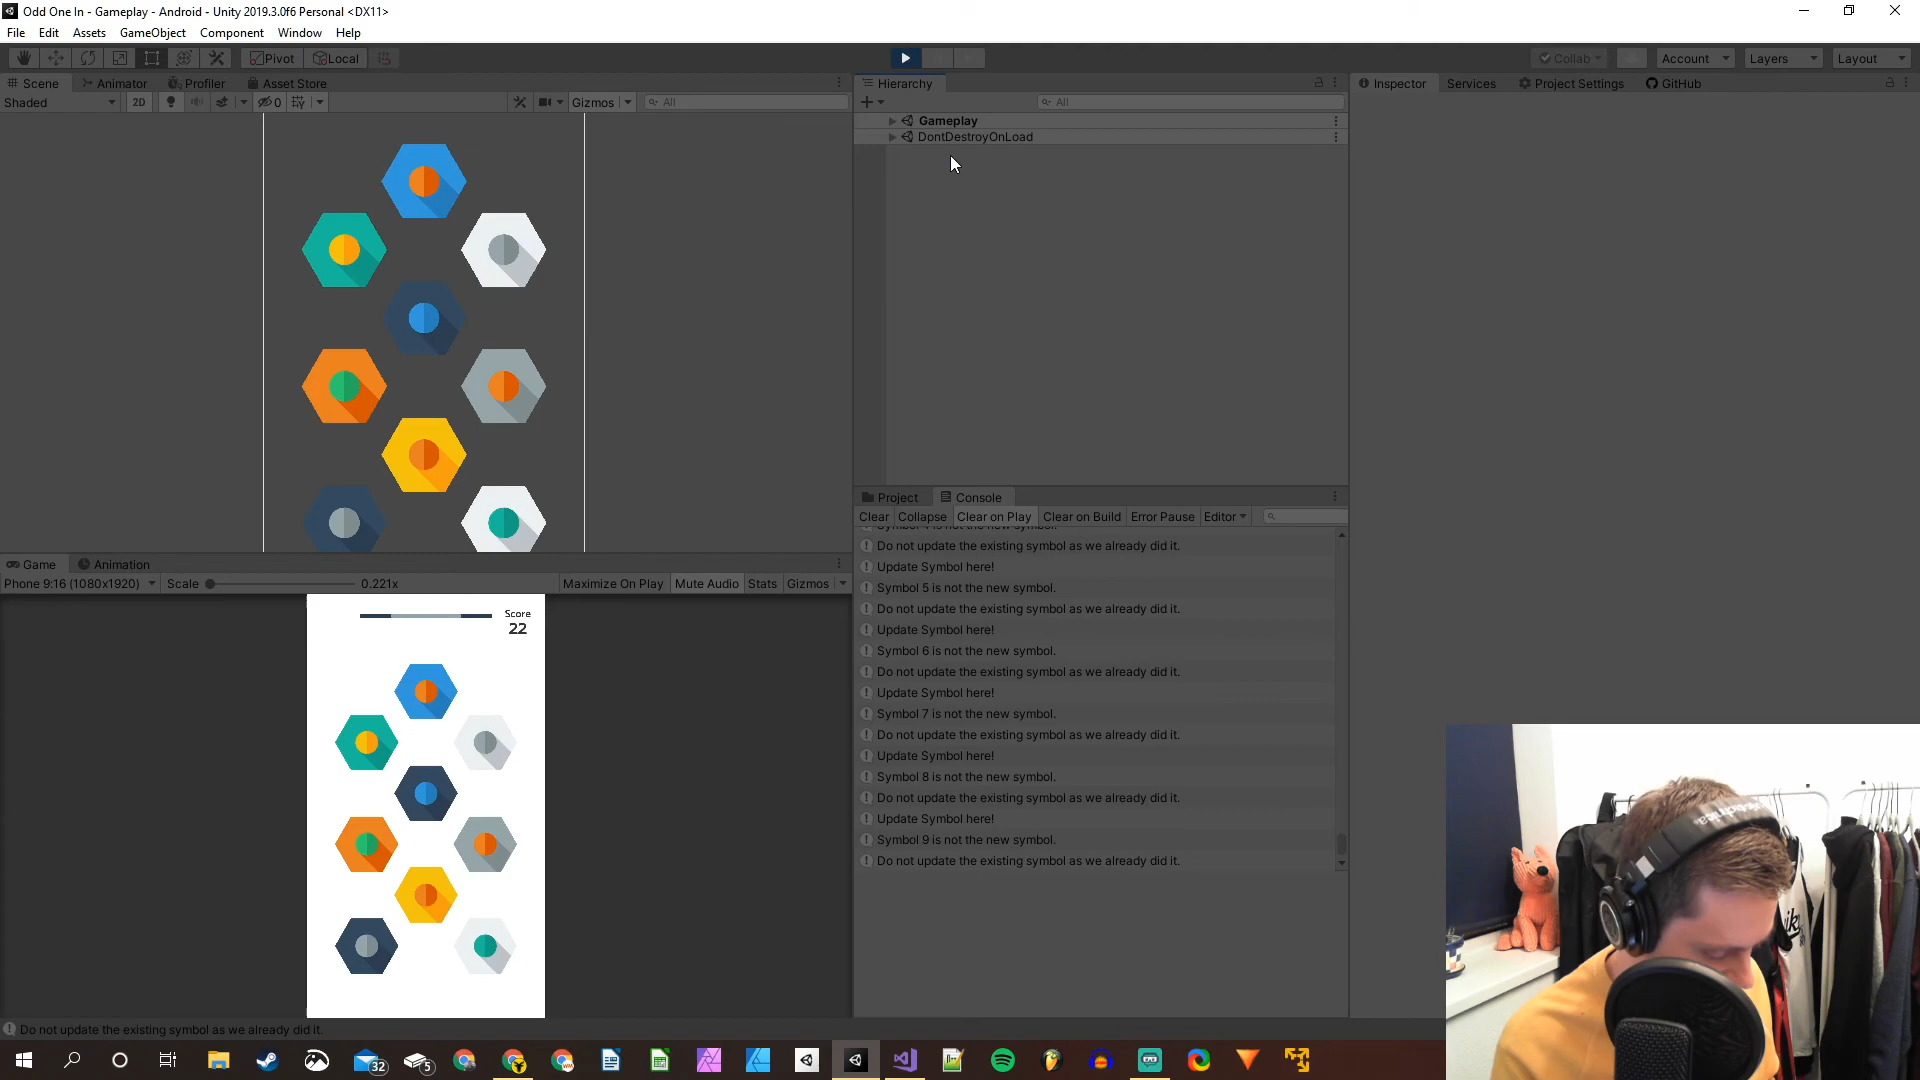 Odd One In - Gameplay - Android - Unity 2019.3.0f6 Personal <DX11>
File Edit Assets GameObject Component Window Help
Pivot Local Collab Account Layers Layout
Scene Animator Profiler Asset Store Hierarchy Inspector Services Project Settings GitHub
Shaded 2D 0 Gizmos All All
Gameplay
DontDestroyOnLoad
Project Console
Clear Collapse Clear on Play Clear on Build Error Pause Editor
Do not update the existing symbol as we already did it.
Update Symbol here!
Symbol 5 is not the new symbol.
Do not update the existing symbol as we already did it.
Update Symbol here!
Symbol 6 is not the new symbol.
Do not update the existing symbol as we already did it.
Update Symbol here!
Symbol 7 is not the new symbol.
Do not update the existing symbol as we already did it.
Update Symbol here!
Symbol 8 is not the new symbol.
Do not update the existing symbol as we already did it.
Update Symbol here!
Symbol 9 is not the new symbol.
Do not update the existing symbol as we already did it.
Game Animation
Phone 9:16 (1080x1920) Scale 0.221x Maximize On Play Mute Audio Stats Gizmos
Score
22
Do not update the existing symbol as we already did it.
32
5